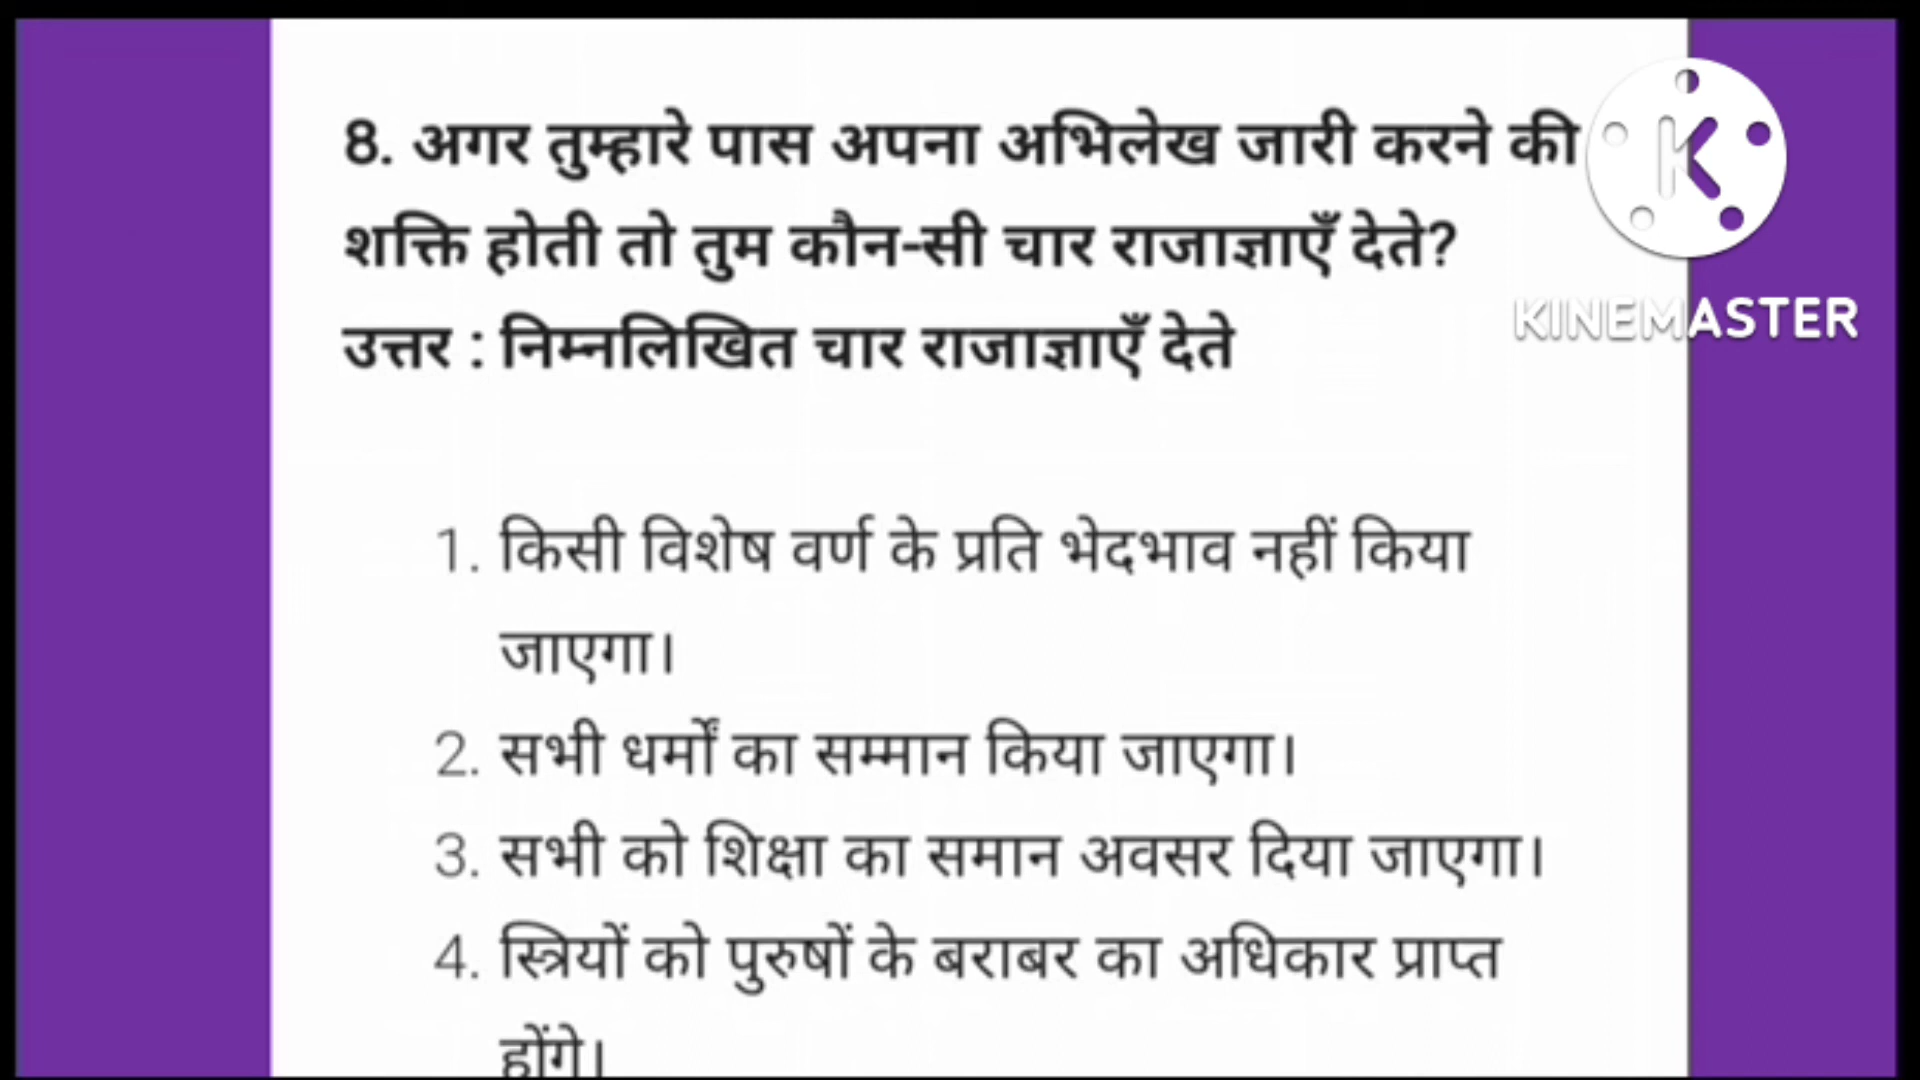 8. अगर तुम्हारे पास अपना अभिलेख जारी करने की
शक्ति होती तो तुम कौन-सी चार राजाज्ञाएँ देते?
उत्तर : निम्नलिखित चार राजाज्ञाएँ देते
1. किसी विशेष वर्ण के प्रति भेदभाव नहीं किया
जाएगा।
2. सभी धर्मों का सम्मान किया जाएगा।
3. सभी को शिक्षा का समान अवसर दिया जाएगा।
4. स्त्रियों को पुरुषों के बराबर का अधिकार प्राप्त
होंगे।
K
KINEMASTER